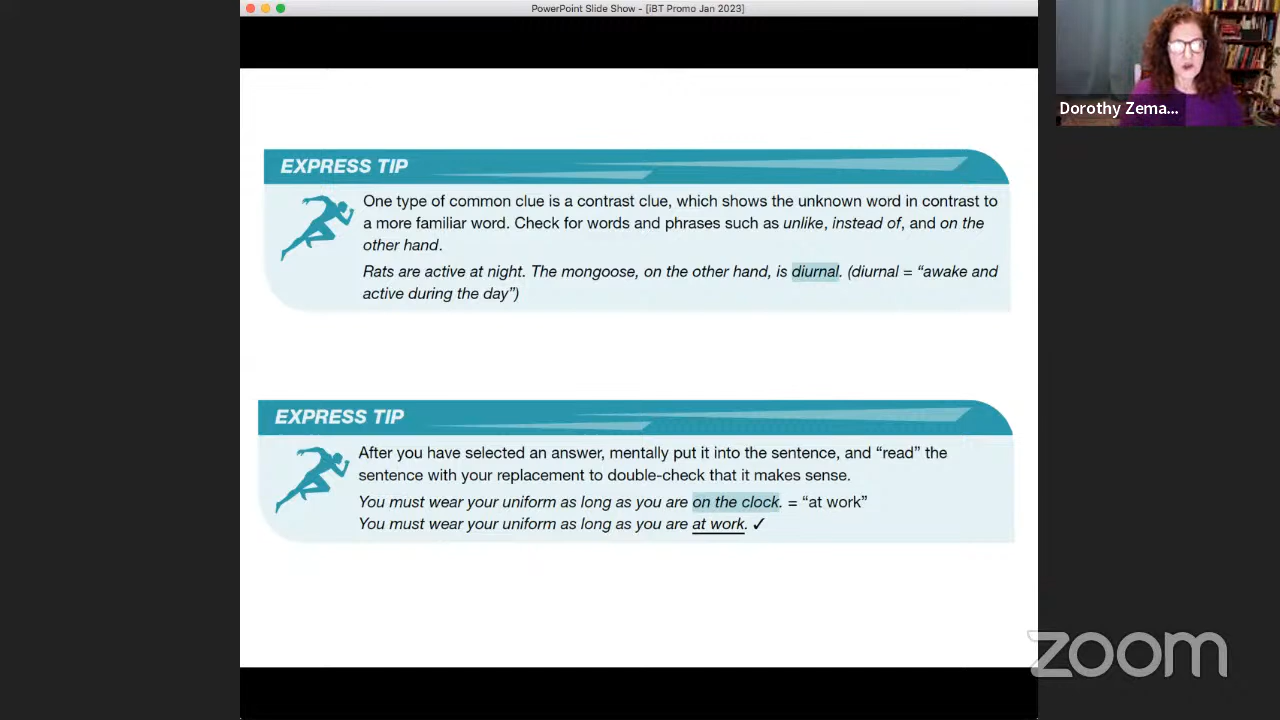 PowerPoint Slide Show - [iBT Promo Jan 2023]
Dorothy Zema...
EXPRESS TIP
One type of common clue is a contrast clue, which shows the unknown word in contrast to
a more familiar word. Check for words and phrases such as unlike, instead of, and on the
other hand.
Rats are active at night. The mongoose, on the other hand, is diurnal. (diurnal = “awake and
active during the day”)
EXPRESS TIP
After you have selected an answer, mentally put it into the sentence, and “read” the
sentence with your replacement to double-check that it makes sense.
You must wear your uniform as long as you are on the clock. = “at work”
You must wear your uniform as long as you are at work. ✓
zoom